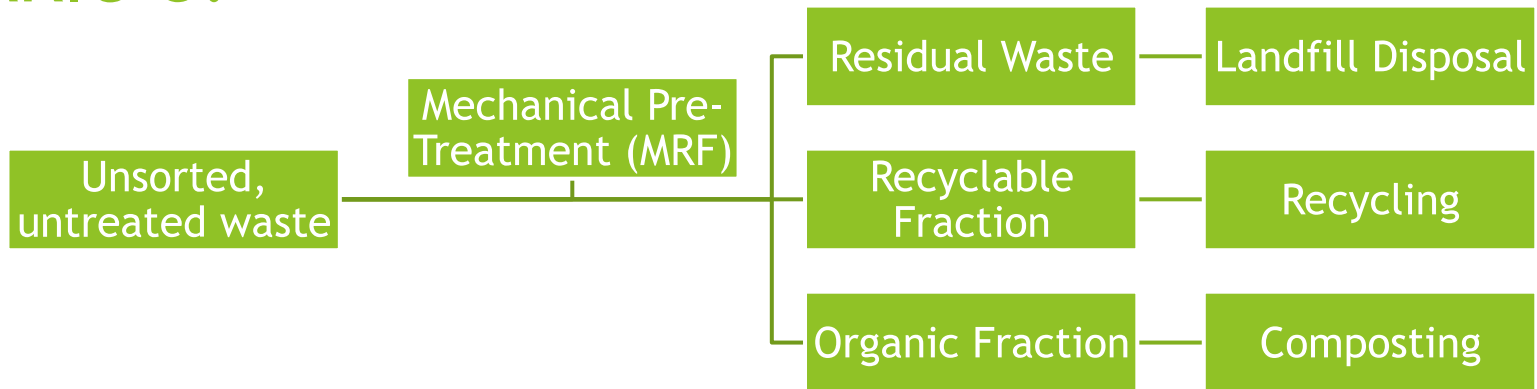 Residual Waste
Landfill Disposal
Mechanical Pre-
Treatment (MRF)
Unsorted,
untreated waste
Recyclable
Fraction
Recycling
Organic Fraction
Composting